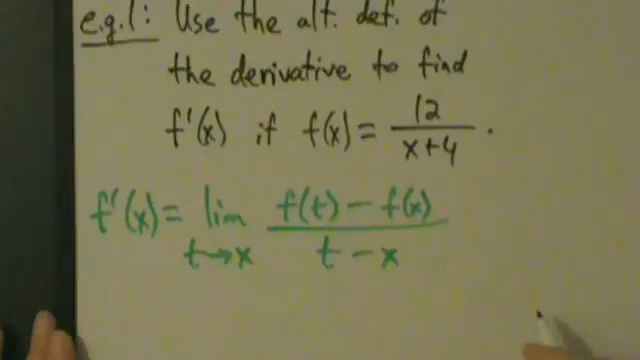 e.g.1: Use the alt. def. of
the derivative to find
f'(x) if f(x) = 12/(x+4) .
f'(x) = lim t→x (f(t) − f(x))/(t − x)